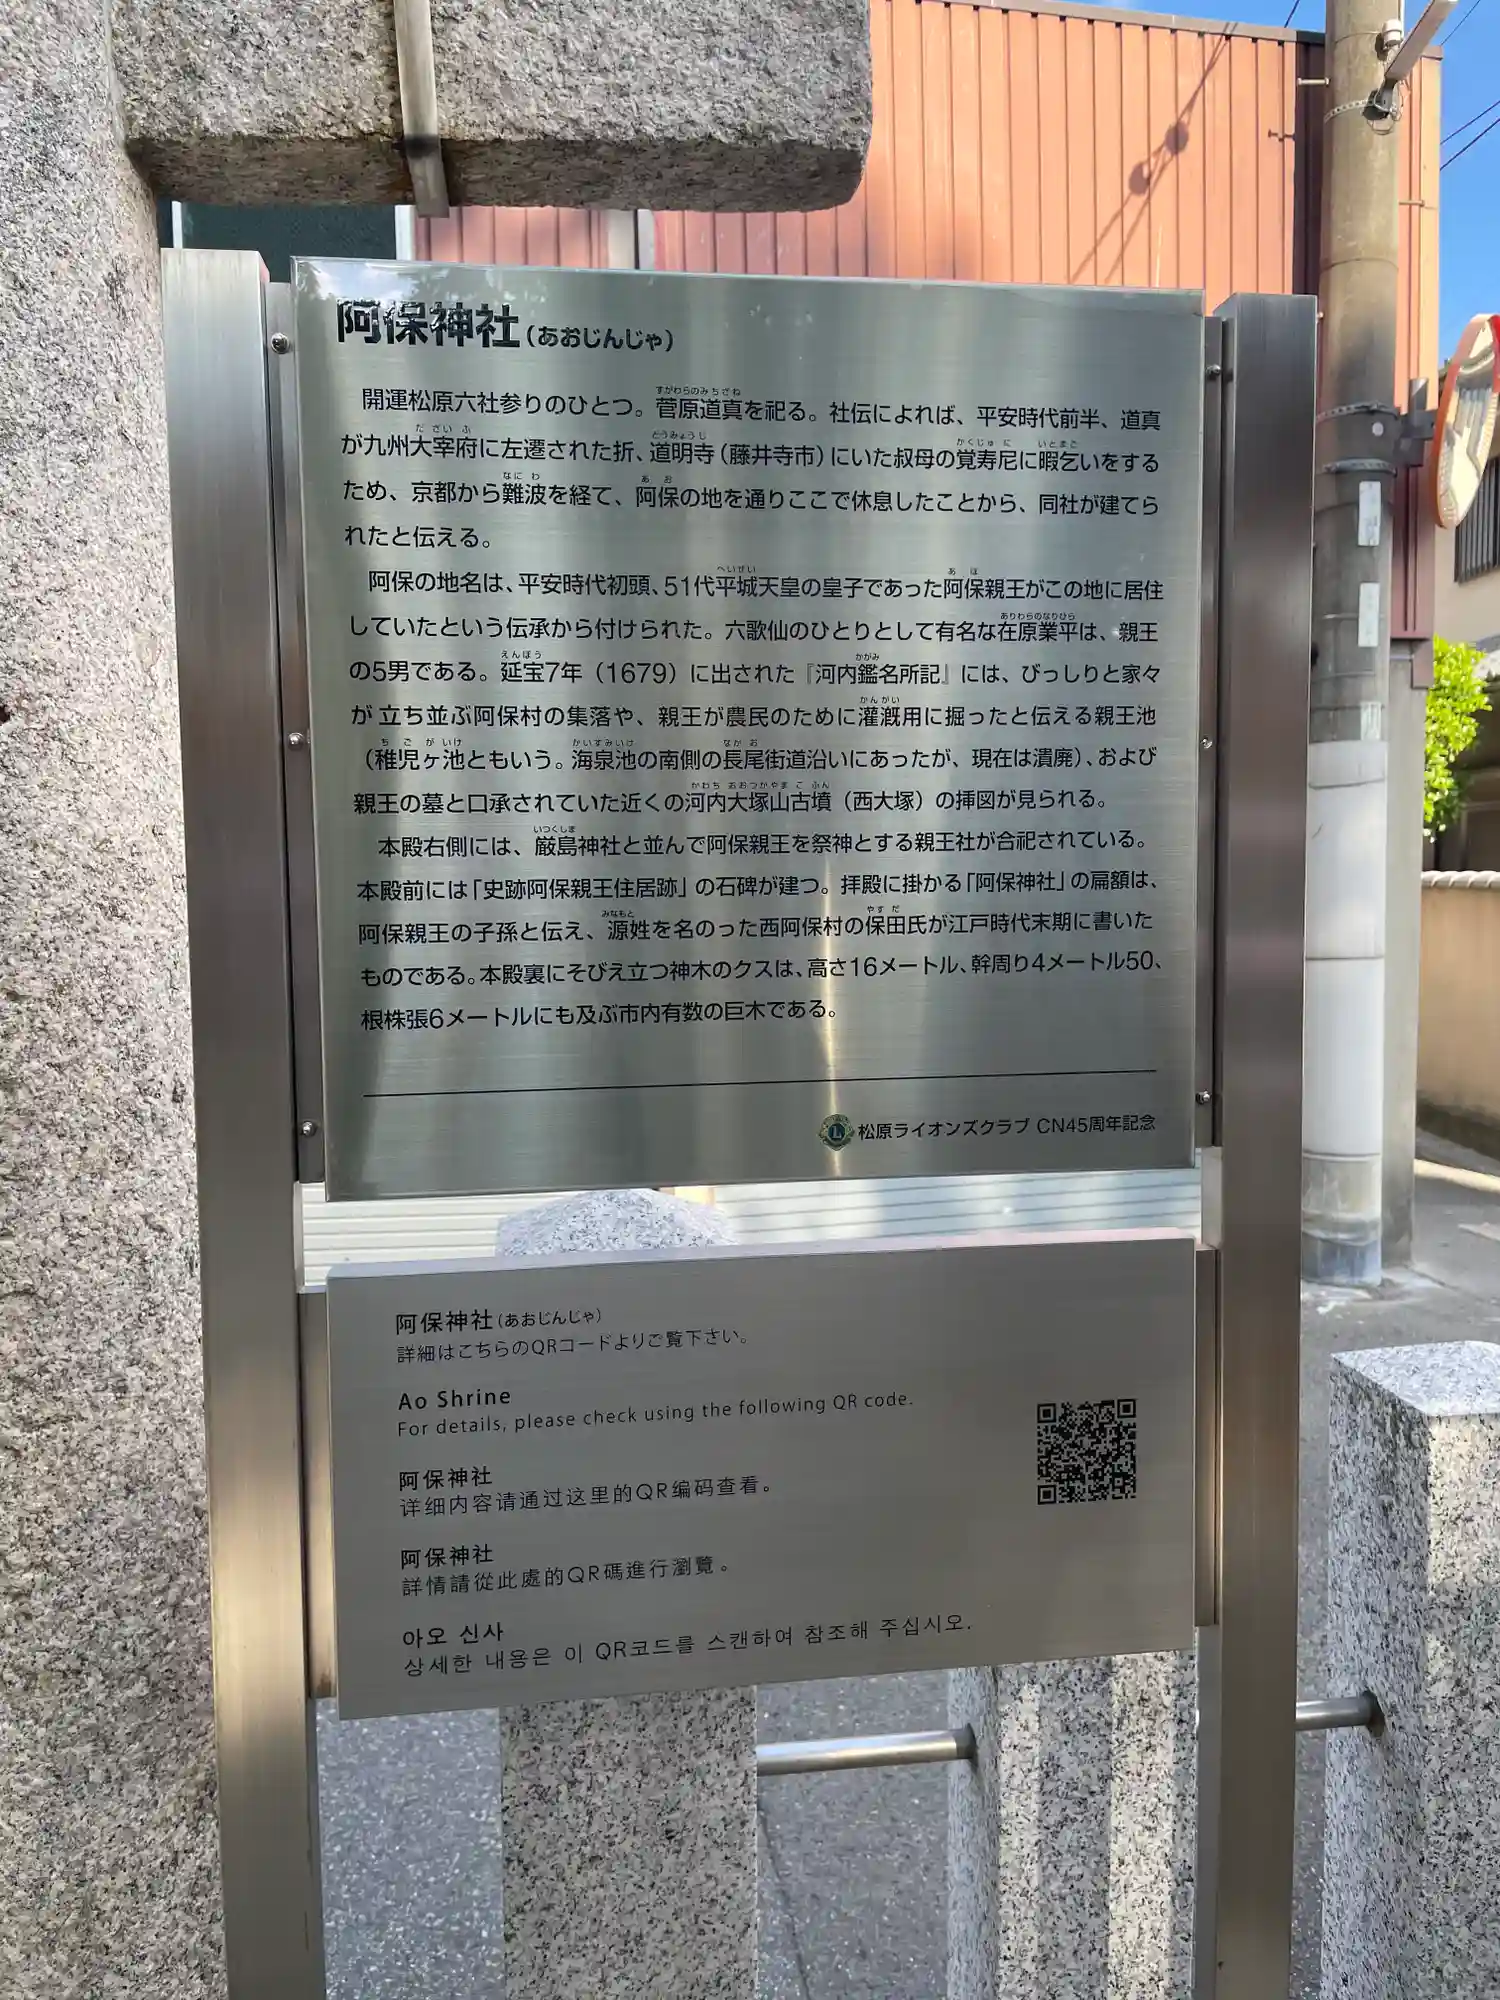 阿保神社(あおじんじゃ)
開運松原六社参りのひとつ。菅原道真を祀る。社伝によれば、平安時代前半、道真
が九州大宰府に左遷された折、道明寺(藤井寺市)にいた叔母の覚寿尼に暇乞いをする
ため、京都から難波を経て、阿保の地を通りここで休息したことから、同社が建てら
れたと伝える。
阿保の地名は、平安時代初頭、51代平城天皇の皇子であった阿保親王がこの地に居住
していたという伝承から付けられた。六歌仙のひとりとして有名な在原業平は、親王
の5男である。延宝7年(1679)に出された『河内鑑名所記』には、びっしりと家々
が立ち並ぶ阿保村の集落や、親王が農民のために灌漑用に掘ったと伝える親王池
(稚児ヶ池ともいう。海泉池の南側の長尾街道沿いにあったが、現在は潰廃)、および
親王の墓と口承されていた近くの河内大塚山古墳(西大塚)の挿図が見られる。
本殿右側には、厳島神社と並んで阿保親王を祭神とする親王社が合祀されている。
本殿前には「史跡阿保親王住居跡」の石碑が建つ。拝殿に掛かる「阿保神社」の扁額は、
阿保親王の子孫と伝え、源姓を名のった西阿保村の保田氏が江戸時代末期に書いた
ものである。本殿裏にそびえ立つ神木のクスは、高さ16メートル、幹周り4メートル50、
根株張6メートルにも及ぶ市内有数の巨木である。
松原ライオンズクラブ CN45周年記念
阿保神社(あおじんじゃ)
詳細はこちらのQRコードよりご覧下さい。
Ao Shrine
For details, please check using the following QR code.
阿保神社
详细内容请通过这里的QR编码查看。
阿保神社
詳情請從此處的QR碼進行瀏覽。
아오 신사
상세한 내용은 이 QR코드를 스캔하여 참조해 주십시오.